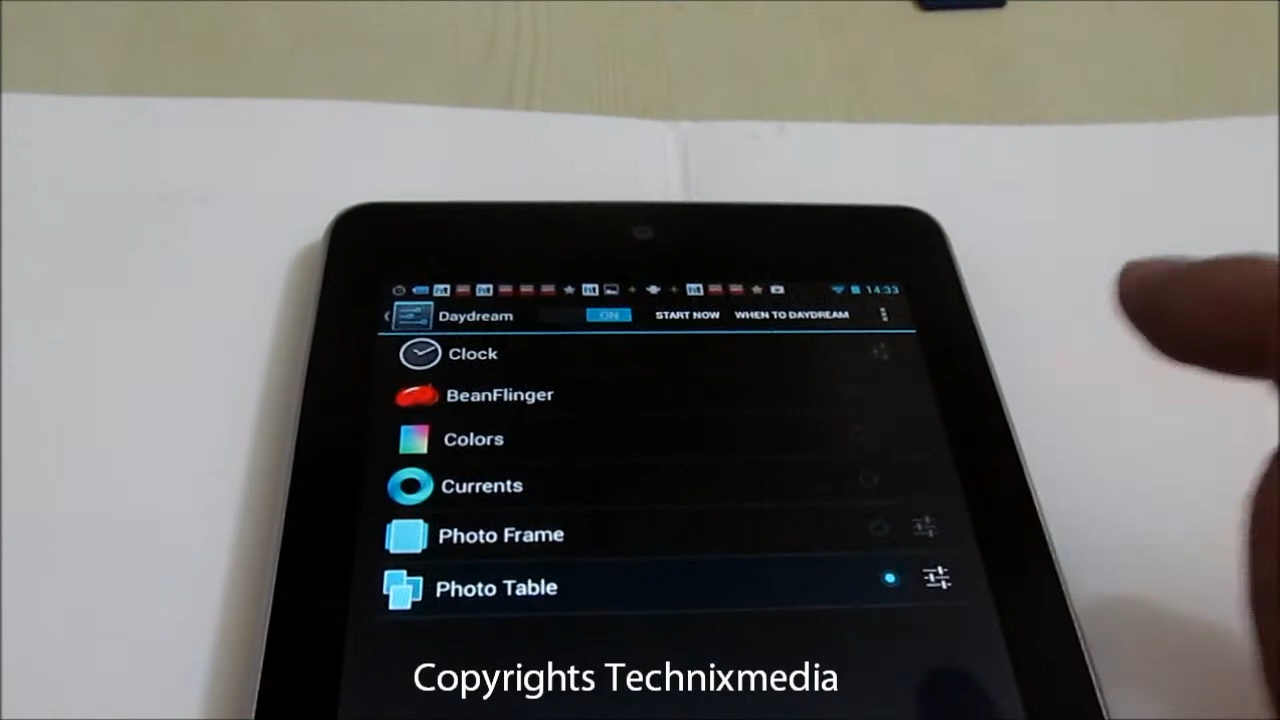 14:33
Daydream ON START NOW WHEN TO DAYDREAM
Clock
BeanFlinger
Colors
Currents
Photo Frame
Photo Table
Copyrights Technixmedia